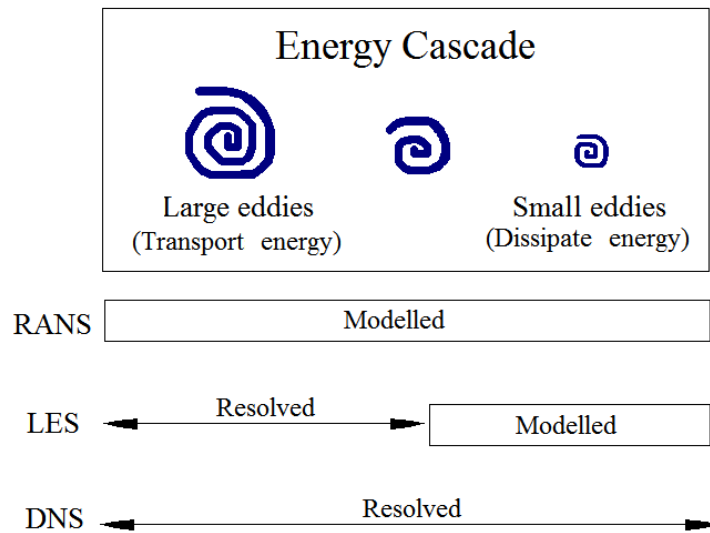 Energy Cascade
Large eddies
(Transport energy)
Small eddies
(Dissipate energy)
RANS
Modelled
LES
Resolved
Modelled
DNS
Resolved